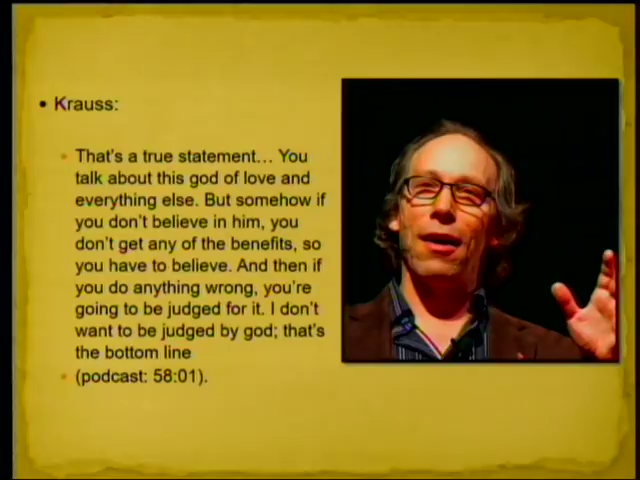 Krauss:
That's a true statement… You
talk about this god of love and
everything else. But somehow if
you don't believe in him, you
don't get any of the benefits, so
you have to believe. And then if
you do anything wrong, you're
going to be judged for it. I don't
want to be judged by god; that's
the bottom line
(podcast: 58:01).